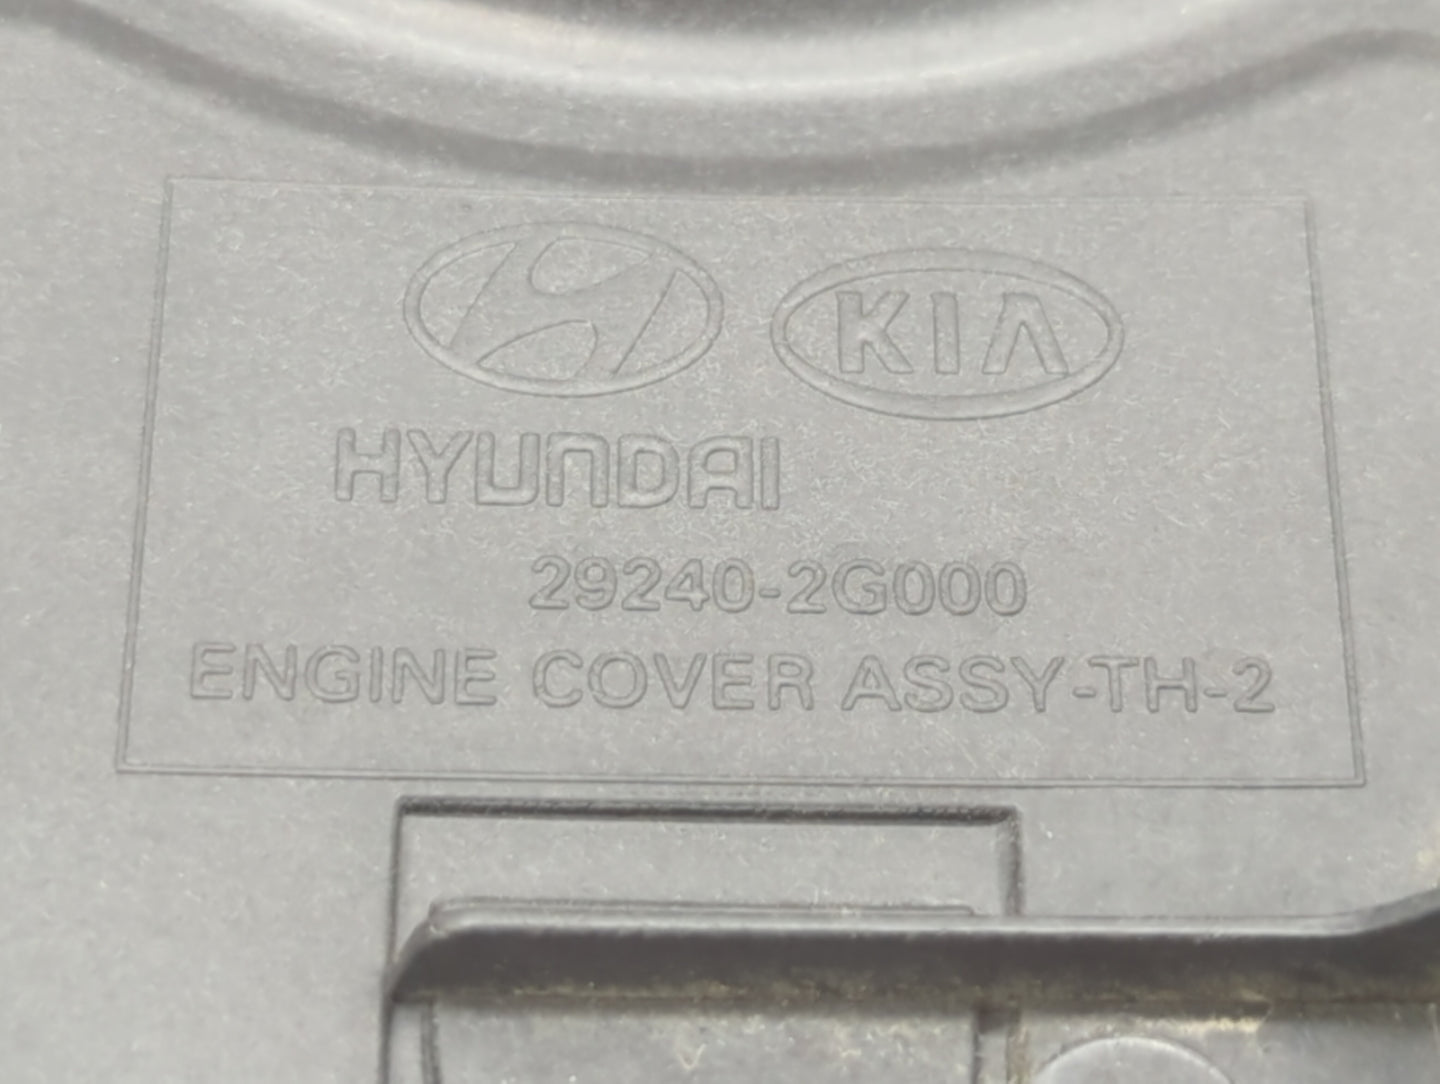 KIA
HYUNDAI
29240-2G000
ENGINE COVER ASSY-TH-2